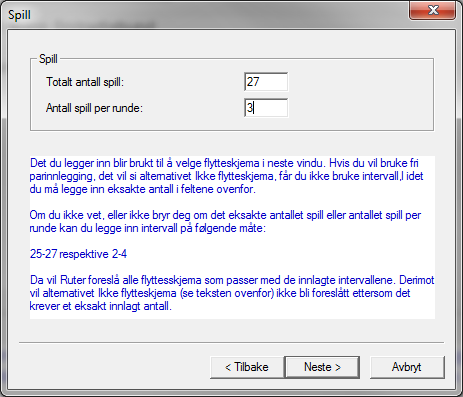 Spill
Spill
Totalt antall spill:
27
Antall spill per runde:
3
Det du legger inn blir brukt til å velge flytteskjema i neste vindu. Hvis du vil bruke fri
parinnlegging, det vil si alternativet Ikke flytteskjema, får du ikke bruke intervall,l idet
du må legge inn eksakte antall i feltene ovenfor.
Om du ikke vet, eller ikke bryr deg om det eksakte antallet spill eller antallet spill per
runde kan du legge inn intervall på følgende måte:
25-27 respektive 2-4
Da vil Ruter foreslå alle flyttesskjema som passer med de innlagte intervallene. Derimot
vil alternativet Ikke flytteskjema (se teksten ovenfor) ikke bli foreslått ettersom det
krever et eksakt innlagt antall.
< Tilbake
Neste >
Avbryt